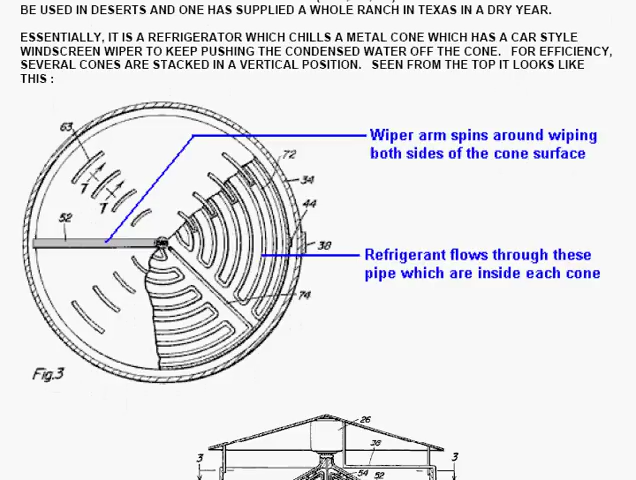 BE USED IN DESERTS AND ONE HAS SUPPLIED A WHOLE RANCH IN TEXAS IN A DRY YEAR.
ESSENTIALLY, IT IS A REFRIGERATOR WHICH CHILLS A METAL CONE WHICH HAS A CAR STYLE
WINDSCREEN WIPER TO KEEP PUSHING THE CONDENSED WATER OFF THE CONE. FOR EFFICIENCY,
SEVERAL CONES ARE STACKED IN A VERTICAL POSITION. SEEN FROM THE TOP IT LOOKS LIKE
THIS :
63
Wiper arm spins around wiping
both sides of the cone surface
72
34
7
7
44
52
38
Refrigerant flows through these
pipe which are inside each cone
74
Fig.3
26
38
3
3
54
52